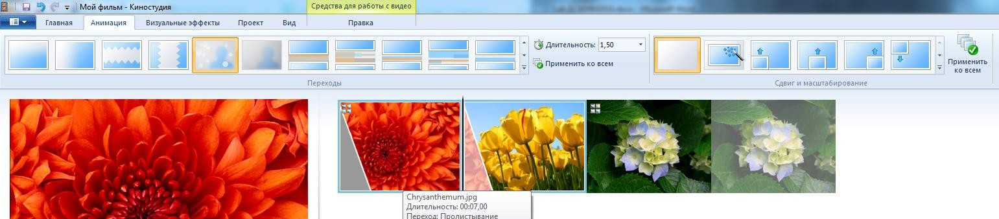 Мой фильм - Киностудия
Средства для работы с видео
Главная
Анимация
Визуальные эффекты
Проект
Вид
Правка
Длительность: 1,50
Применить ко всем
Переходы
Сдвиг и масштабирование
Применить
ко всем
Chrysanthemum.jpg
Длительность: 00:07,00
Переход: Пролистывание